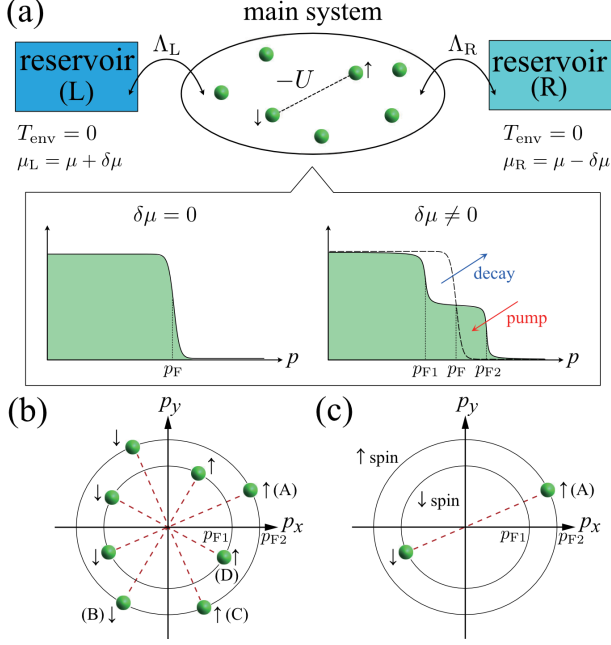 (a)
main system
reservoir (L)
Λ_L
−U
↑
↓
Λ_R
reservoir (R)
T_env = 0
μ_L = μ + δμ
T_env = 0
μ_R = μ − δμ
δμ = 0
δμ ≠ 0
decay
pump
p_F
p
p_F1
p_F
p_F2
p
(b)
p_y
↓
↑
↑ (A)
↓
p_x
p_F1
p_F2
↓
↑
(D)
(B) ↓
↑ (C)
(c)
p_y
↑ spin
↓ spin
↑ (A)
p_x
p_F1
p_F2
↓